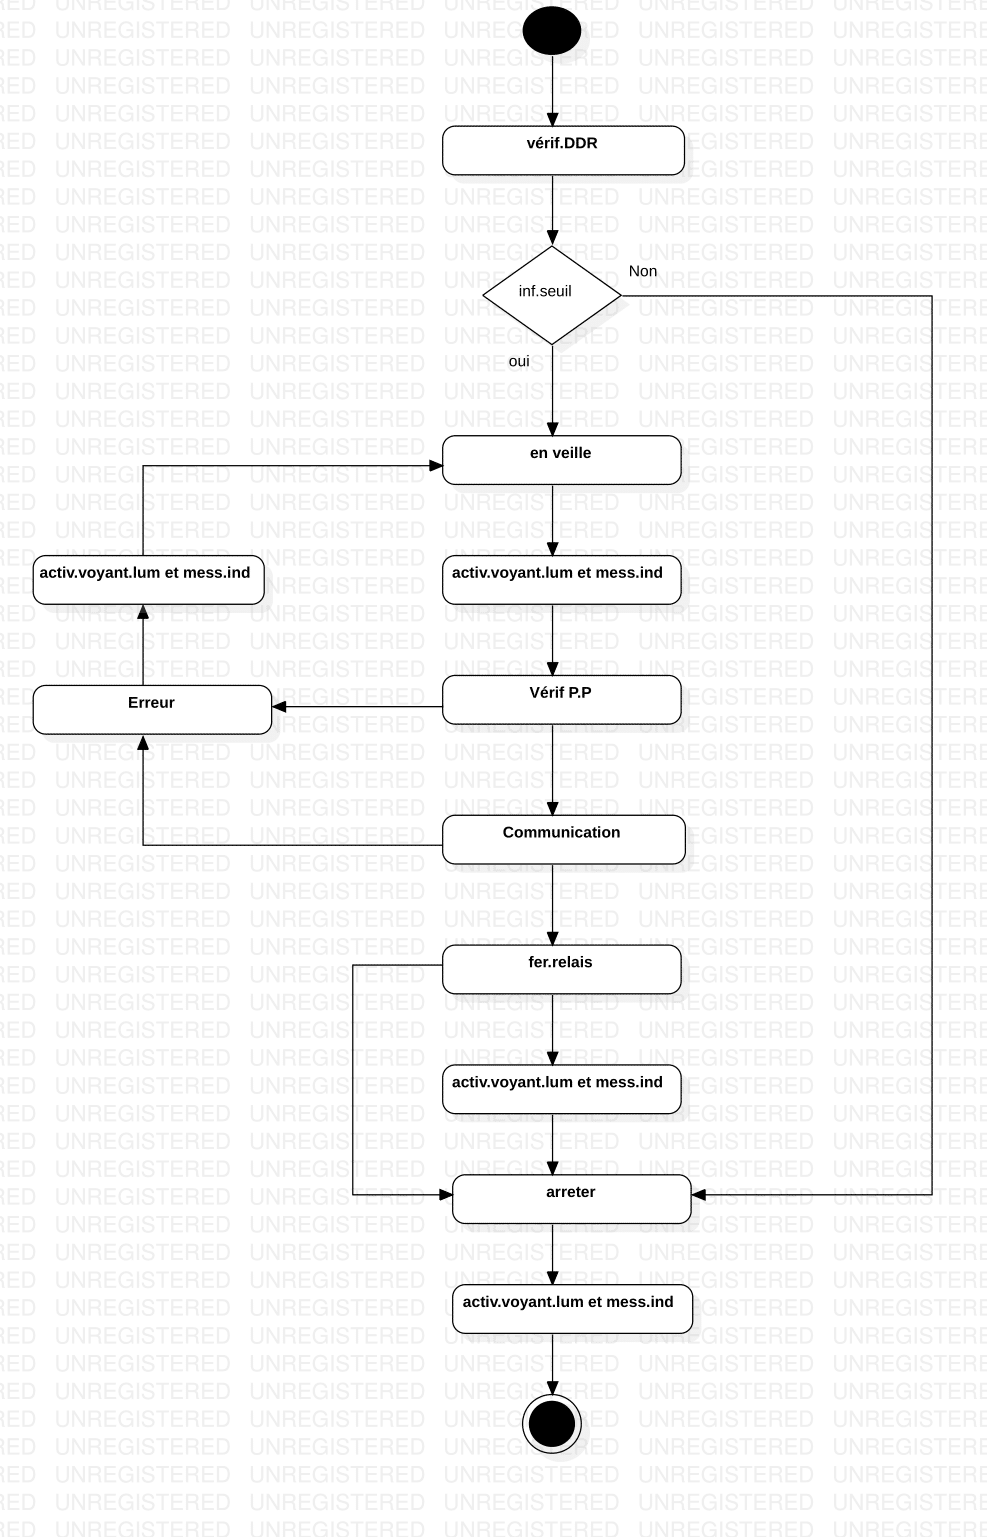 vérif.DDR
Non
inf.seuil
oui
en veille
activ.voyant.lum et mess.ind
activ.voyant.lum et mess.ind
Erreur
Vérif P.P
Communication
fer.relais
activ.voyant.lum et mess.ind
arreter
activ.voyant.lum et mess.ind
UNREGISTERED